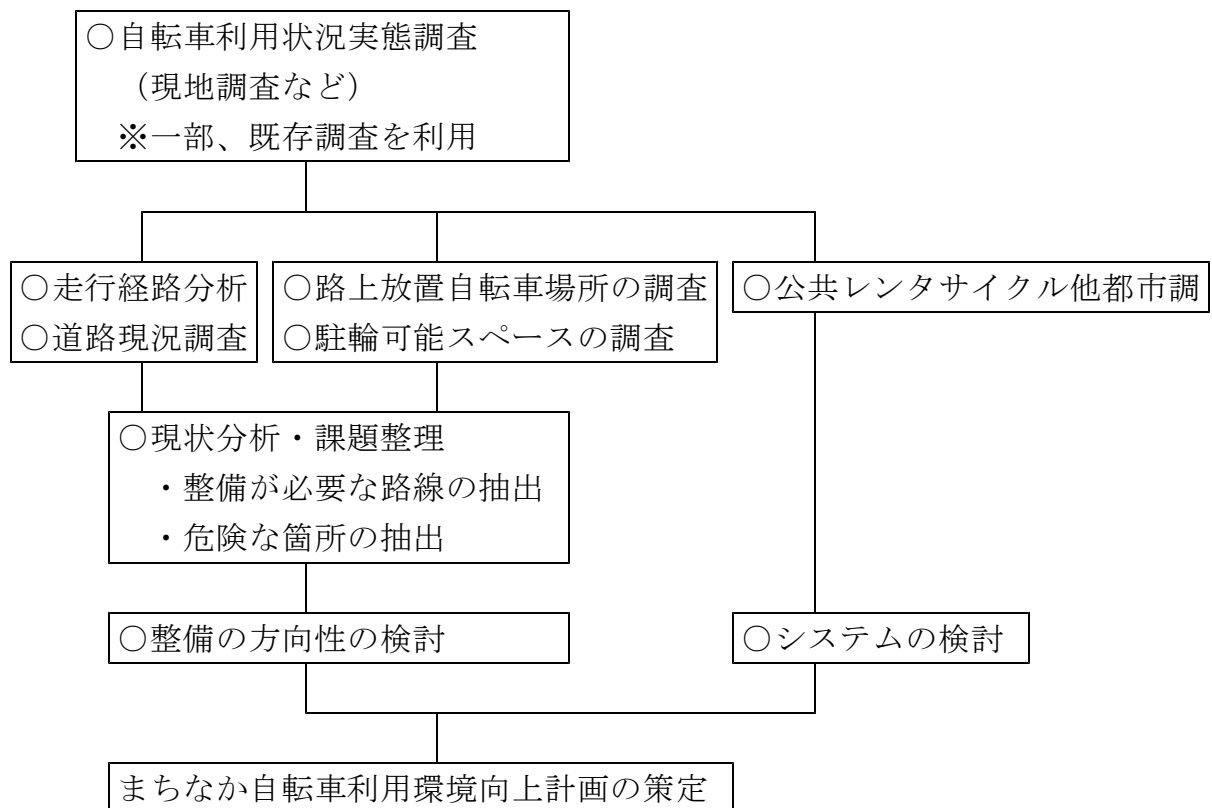 ○自転車利用状況実態調査
（現地調査など）
※一部、既存調査を利用
○走行経路分析
○道路現況調査
○路上放置自転車場所の調査
○駐輪可能スペースの調査
○公共レンタサイクル他都市調
○現状分析・課題整理
・整備が必要な路線の抽出
・危険な箇所の抽出
○整備の方向性の検討
○システムの検討
まちなか自転車利用環境向上計画の策定